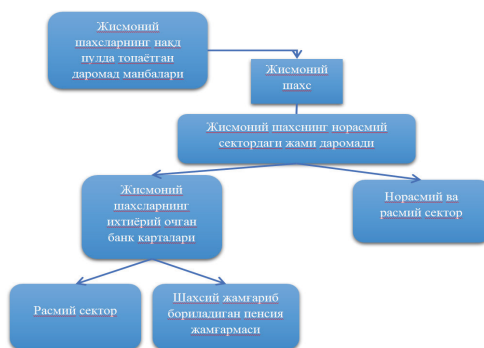 Жисмоний
шахсларнинг нақд
пулда топаётган
даромад манбалари
Жисмоний
шахс
Жисмоний шахснинг норасмий
сектордаги жами даромади
Жисмоний
шахсларнинг
ихтиёрий очган
банк карталари
Норасмий ва
расмий сектор
Расмий сектор
Шахсий жамғариб
бориладиган пенсия
жамғармаси